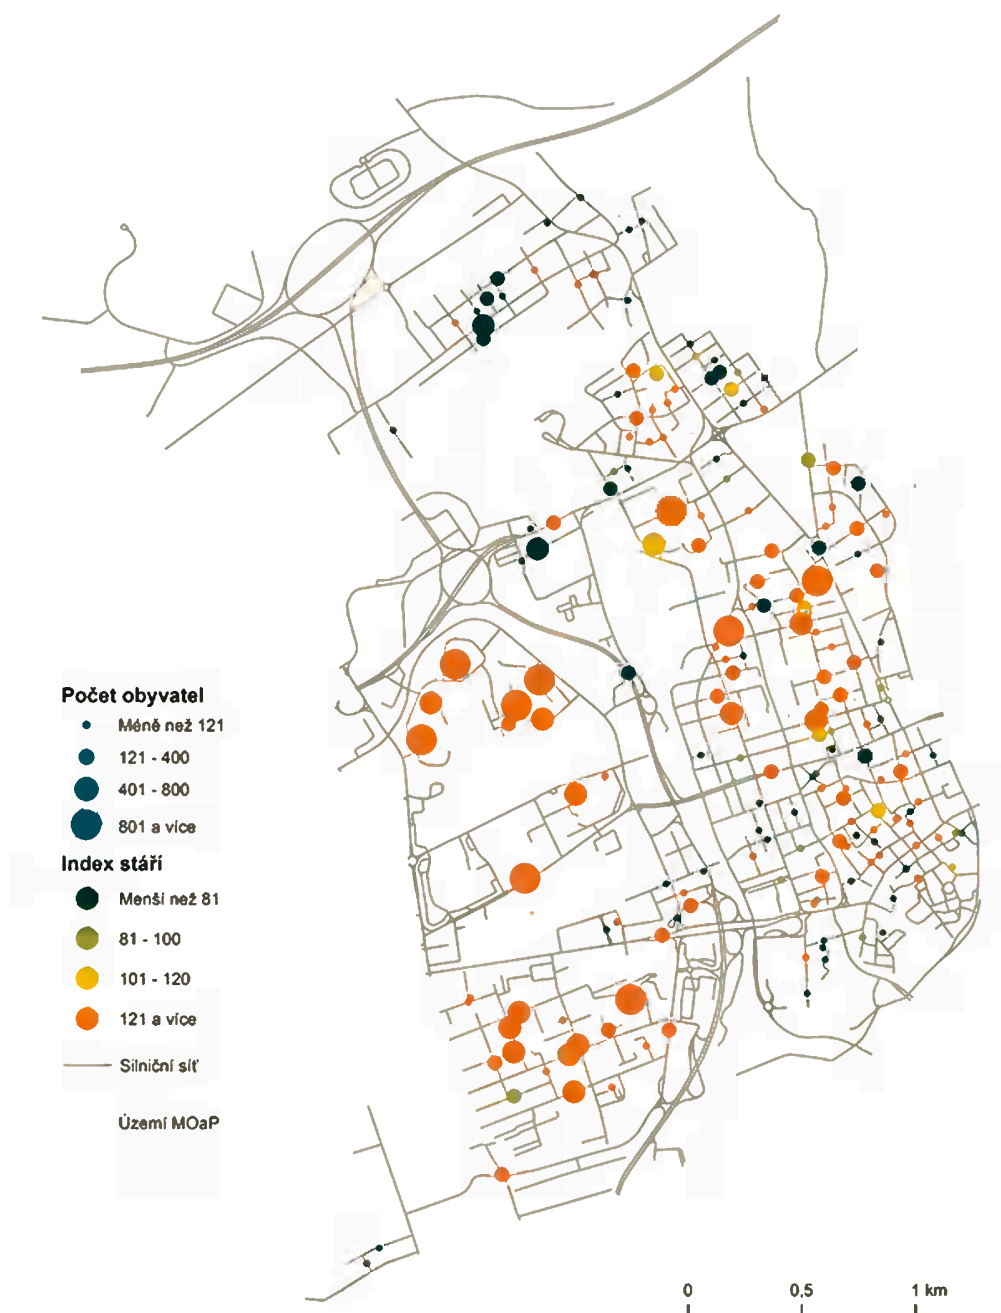 Počet obyvatel
Méně než 121
121 - 400
401 - 800
801 a více
Index stáří
Menší než 81
81 - 100
101 - 120
121 a více
Silniční síť
Území MOaP
0 0,5 1 km